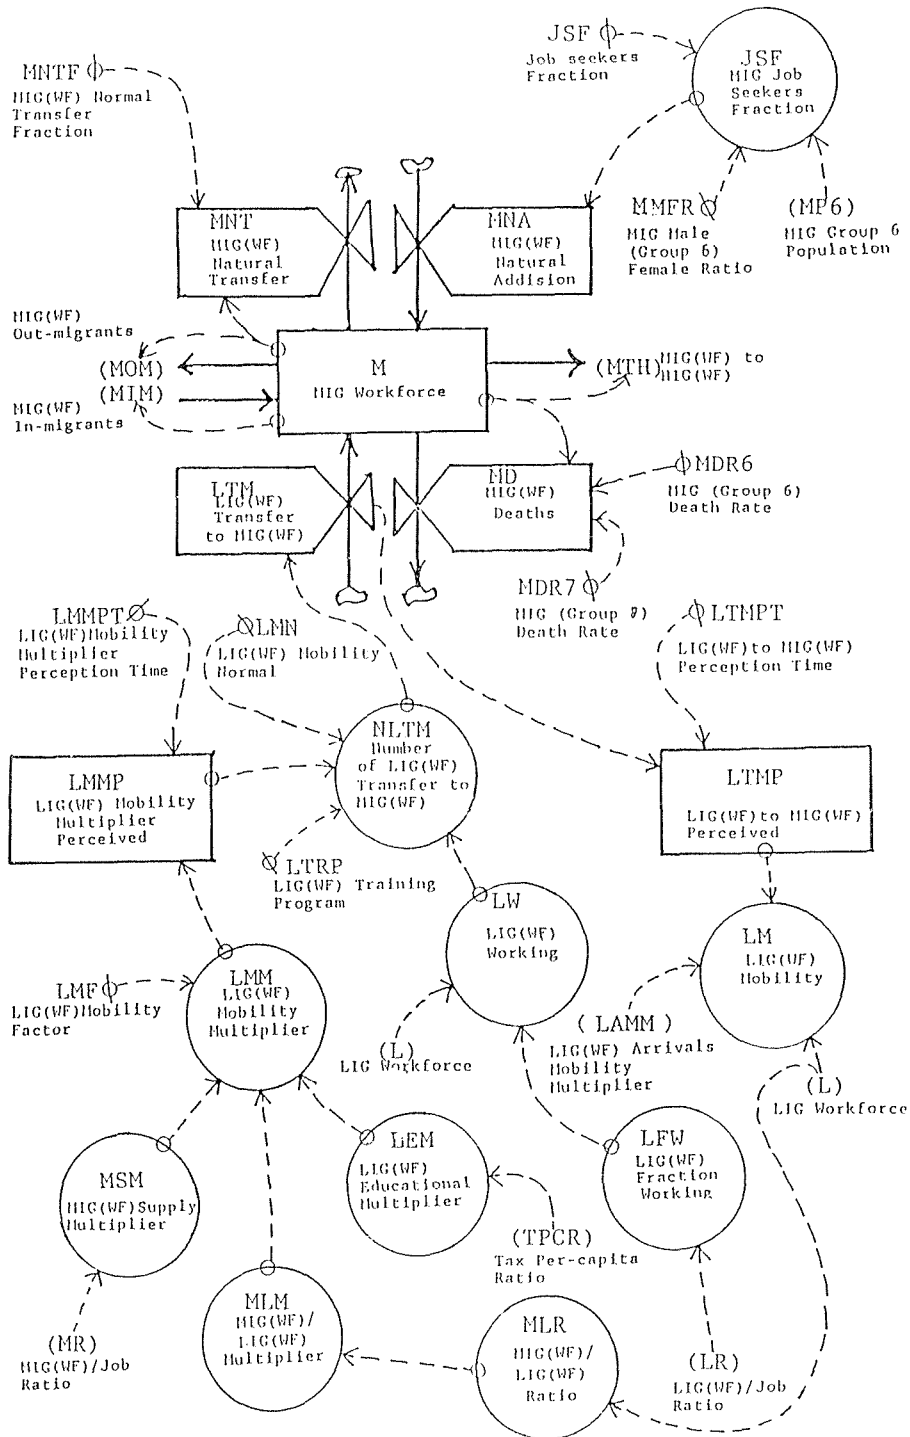 JSF
Job seekers
Fraction
JSF
MIG Job
Seekers
Fraction
MNTF
MIG(WF) Normal
Transfer
Fraction
MNT
MIG(WF)
Natural
Transfer
MNA
MIG(WF)
Natural
Addision
MMFR
MIG Male
(Group 6)
Female Ratio
(MP6)
MIG Group 6
Population
MIG(WF)
Out-migrants
(MOM)
(MIM)
MIG(WF)
In-migrants
M
MIG Workforce
(MTH)
MIG(WF) to
HIG(WF)
LTM
LIG(WF)
Transfer
to MIG(WF)
MD
MIG(WF)
Deaths
MDR6
MIG (Group 6)
Death Rate
MDR7
MIG (Group 7)
Death Rate
LMMPT
LIG(WF)Mobility
Multiplier
Perception Time
LMN
LIG(WF) Mobility
Normal
LTMPT
LIG(WF)to MIG(WF)
Perception Time
NLTM
Number
of LIG(WF)
Transfer to
MIG(WF)
LMMP
LIG(WF) Mobility
Multiplier
Perceived
LTMP
LIG(WF)to MIG(WF)
Perceived
LTRP
LIG(WF) Training
Program
LW
LIG(WF)
Working
LM
LIG(WF)
Mobility
LMF
LIG(WF)Mobility
Factor
LMM
LIG(WF)
Mobility
Multiplier
(L)
LIG Workforce
(LAMM)
LIG(WF) Arrivals
Mobility
Multiplier
(L)
LIG Workforce
MSM
MIG(WF)Supply
Multiplier
LEM
LIG(WF)
Educational
Multiplier
LFW
LIG(WF)
Fraction
Working
(TPCR)
Tax Per-capita
Ratio
(MR)
MIG(WF)/Job
Ratio
MLM
MIG(WF)/
LIG(WF)
Multiplier
MLR
MIG(WF)/
LIG(WF)
Ratio
(LR)
LIG(WF)/Job
Ratio